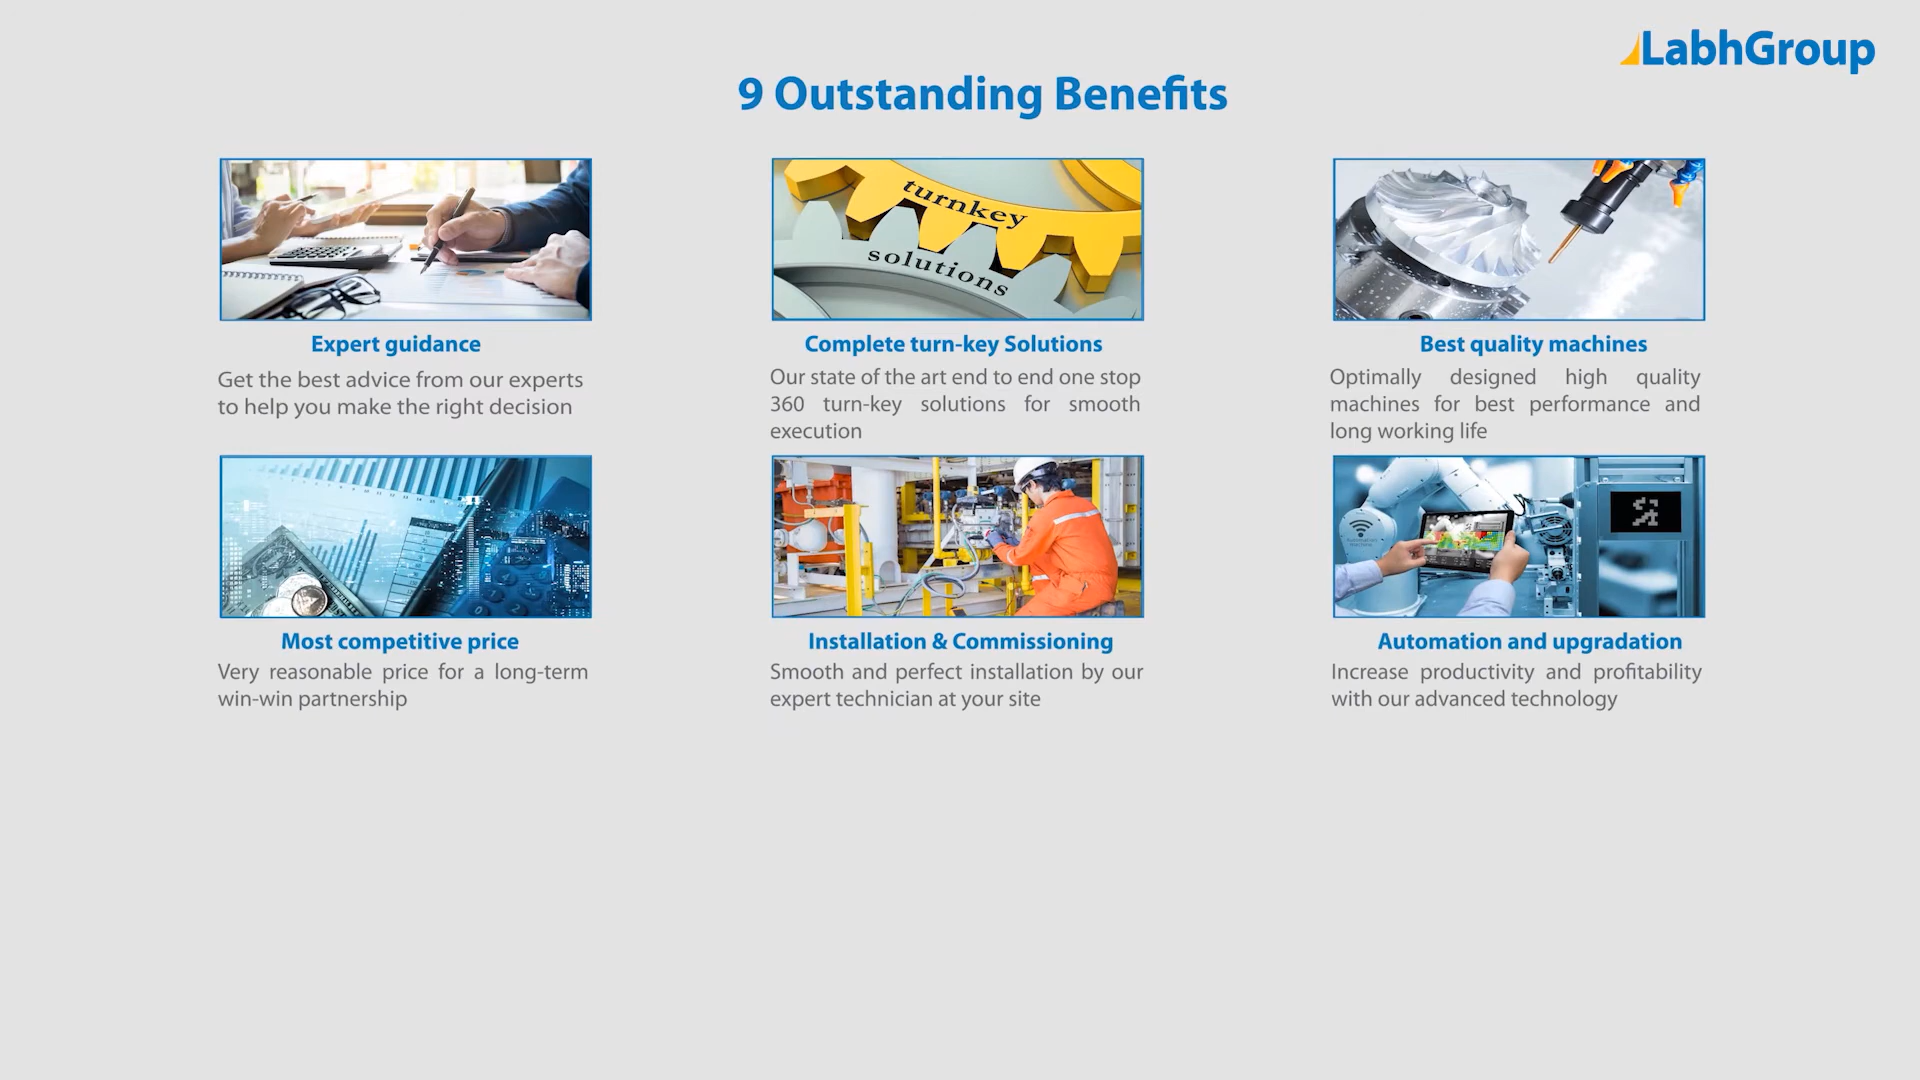 LabhGroup
9 Outstanding Benefits
turnkey
solutions
Expert guidance
Get the best advice from our experts
to help you make the right decision
Complete turn-key Solutions
Our state of the art end to end one stop
360 turn-key solutions for smooth
execution
Best quality machines
Optimally designed high quality
machines for best performance and
long working life
Most competitive price
Very reasonable price for a long-term
win-win partnership
Installation & Commissioning
Smooth and perfect installation by our
expert technician at your site
Automation and upgradation
Increase productivity and profitability
with our advanced technology